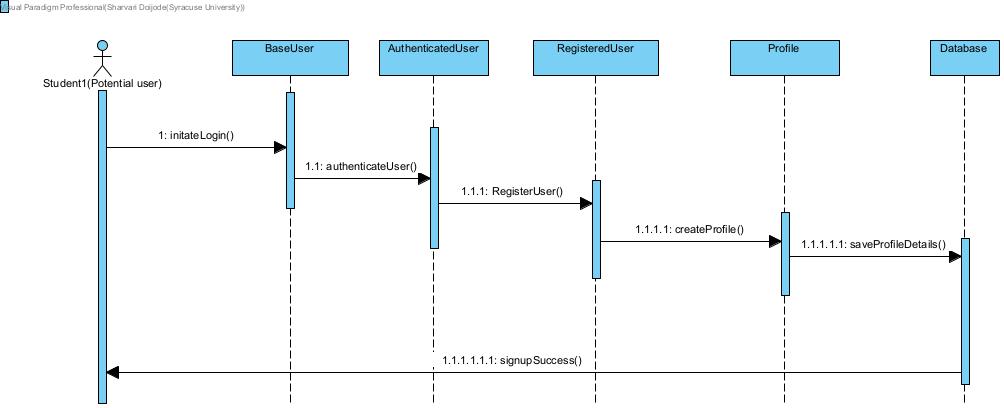 Visual Paradigm Professional(Sharvari Doijode(Syracuse University))
BaseUser
AuthenticatedUser
RegisteredUser
Profile
Database
Student1(Potential user)
1: initateLogin()
1.1: authenticateUser()
1.1.1: RegisterUser()
1.1.1.1: createProfile()
1.1.1.1.1: saveProfileDetails()
1.1.1.1.1.1: signupSuccess()